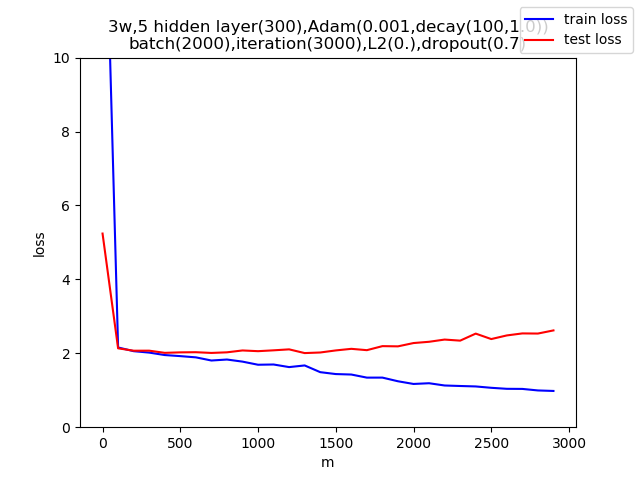 3w,5 hidden layer(300),Adam(0.001,decay(100,1.0))
batch(2000),iteration(3000),L2(0.),dropout(0.7)
train loss
test loss
10
8
6
4
2
0
loss
0 500 1000 1500 2000 2500 3000
m